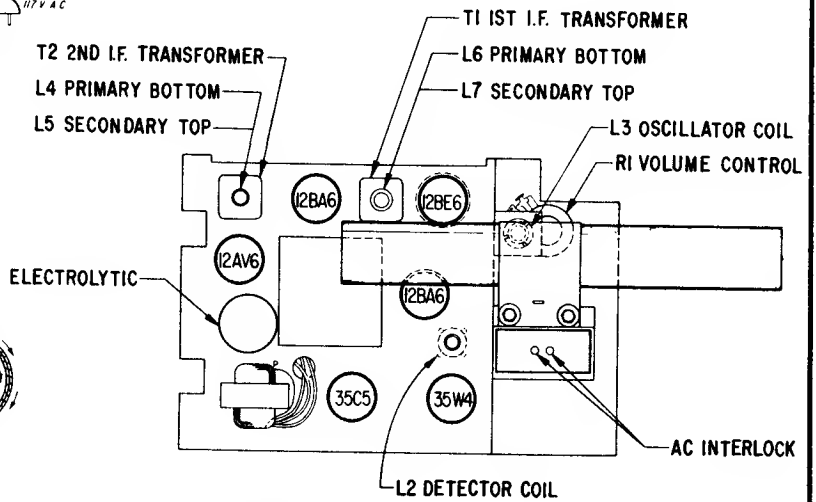 117 V A C
T1 1ST I.F. TRANSFORMER
T2 2ND I.F. TRANSFORMER
L6 PRIMARY BOTTOM
L4 PRIMARY BOTTOM
L7 SECONDARY TOP
L5 SECONDARY TOP
L3 OSCILLATOR COIL
R1 VOLUME CONTROL
12BA6
12BE6
12AV6
ELECTROLYTIC
12BA6
P
35C5
35W4
AC INTERLOCK
L2 DETECTOR COIL